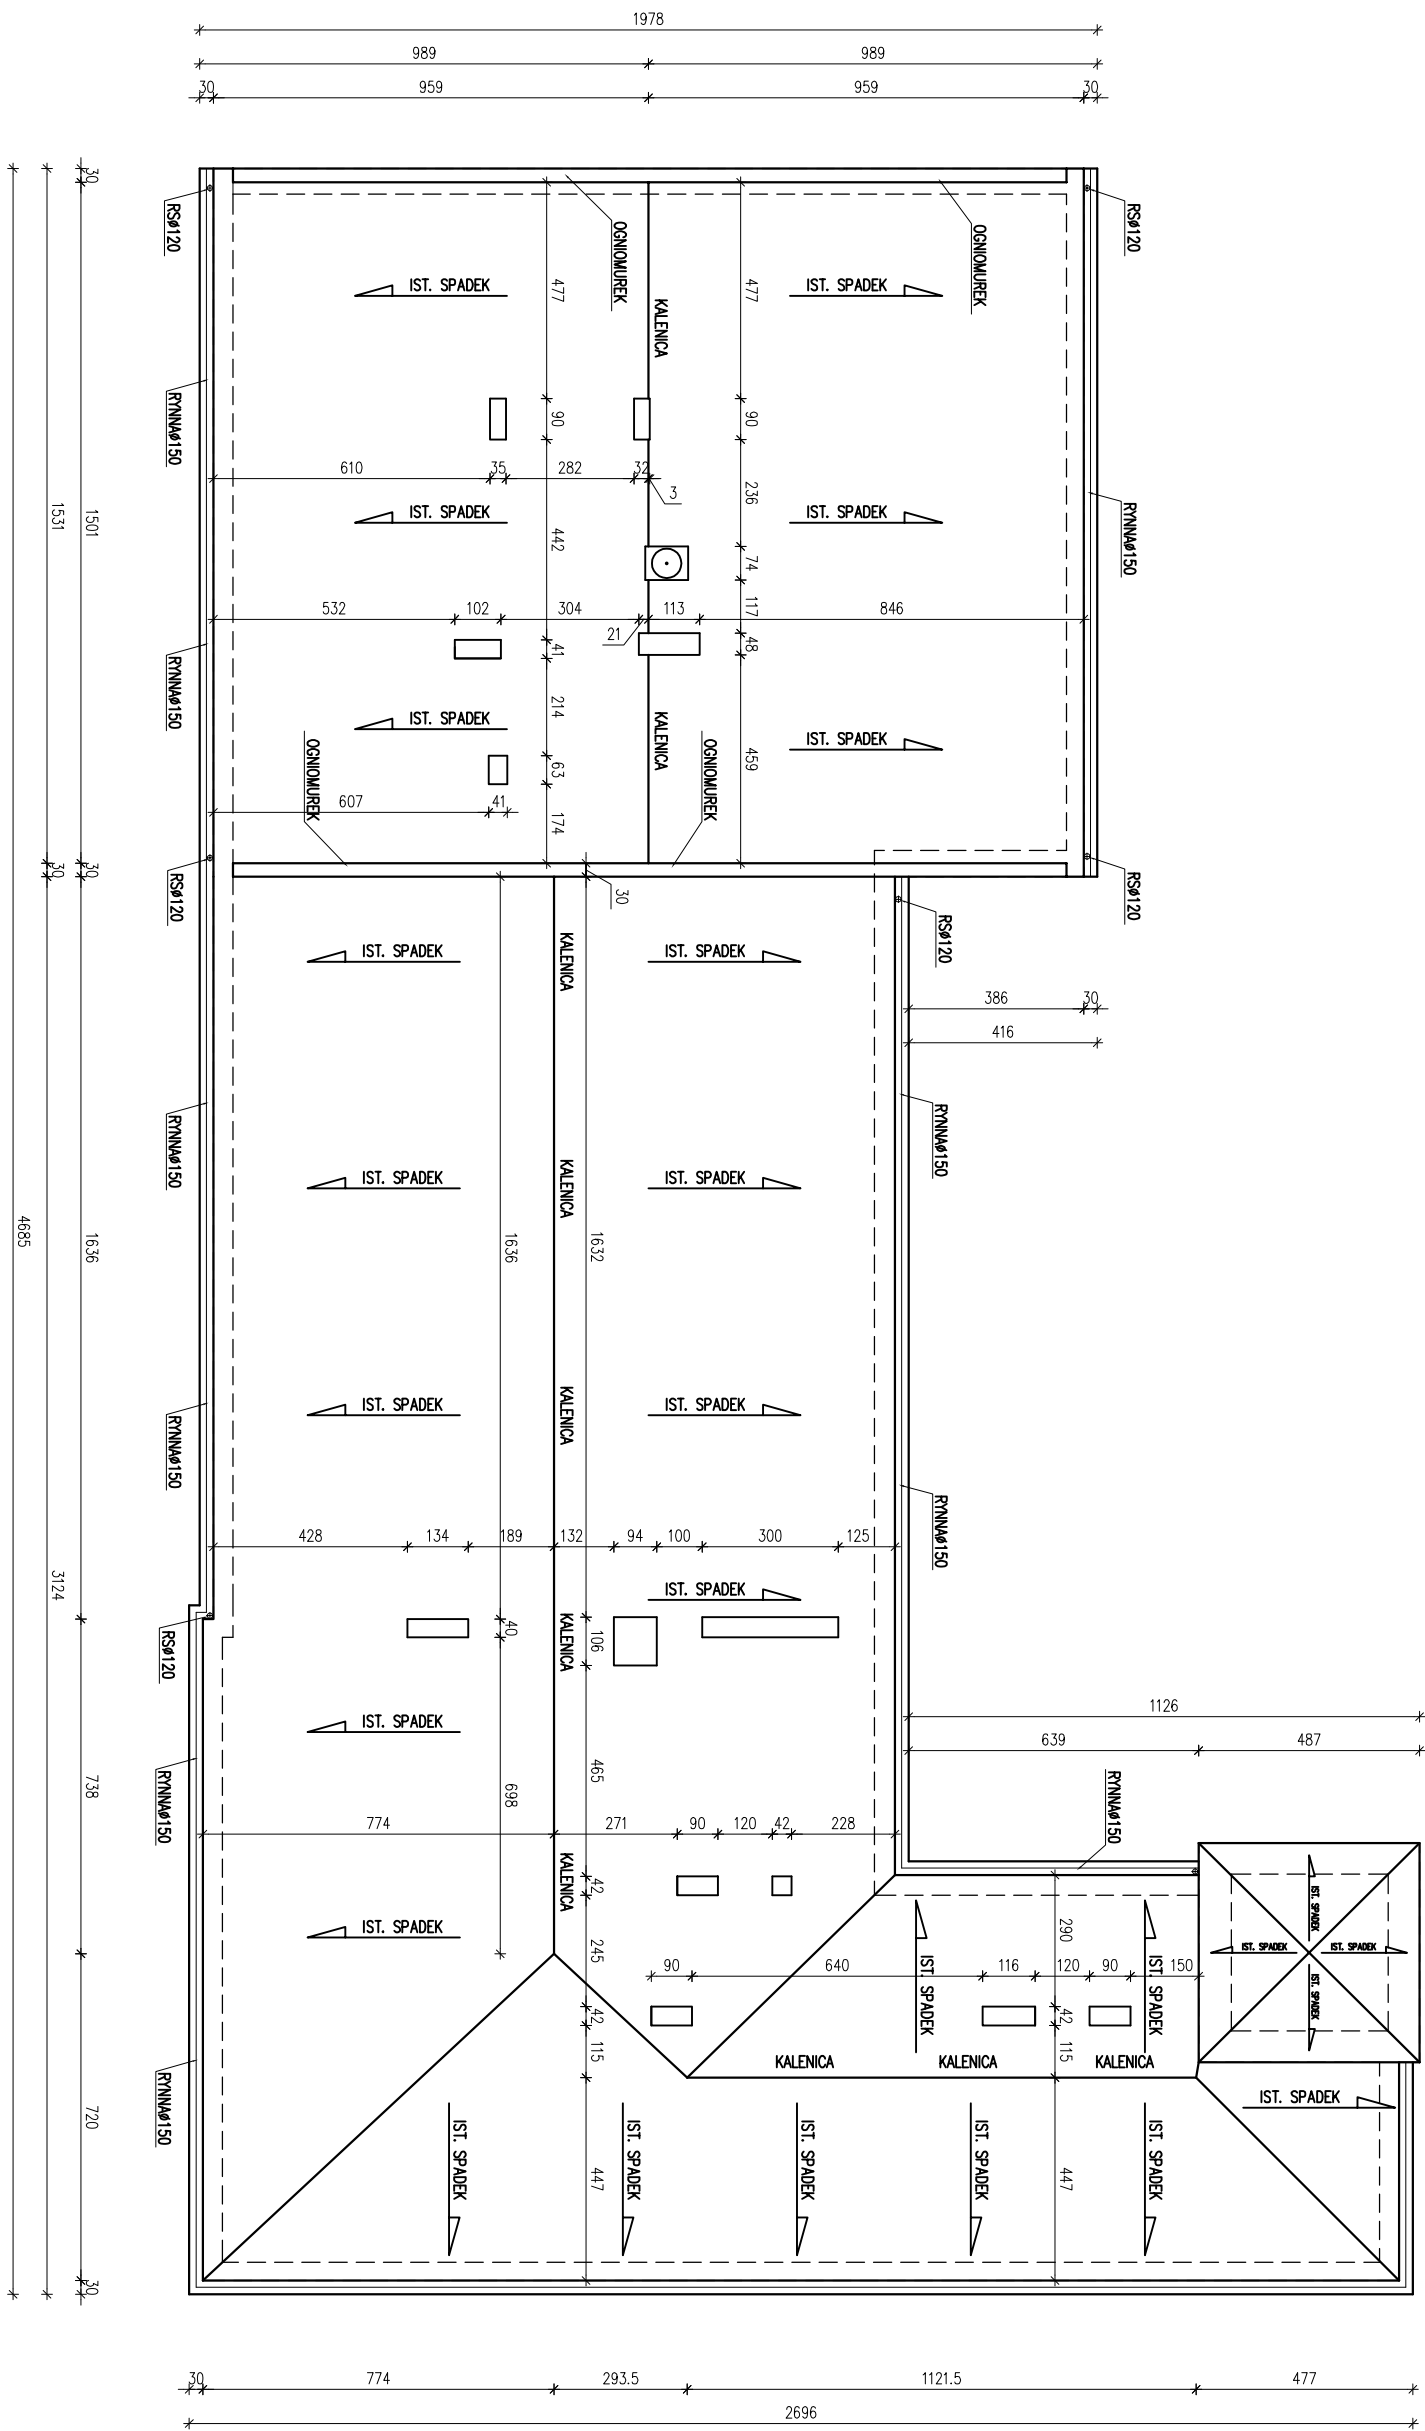 1978
989
989
30
959
959
30
30
RSø120
RSø120
OGNIOMUREK
OGNIOMUREK
477
477
IST. SPADEK
IST. SPADEK
KALENICA
RYNNAø150
90
90
610
35
282
32
3
236
RYNNAø150
1501
1531
IST. SPADEK
442
IST. SPADEK
74
532
102
304
113
117
846
21
41
48
RYNNAø150
214
IST. SPADEK
KALENICA
OGNIOMUREK
459
IST. SPADEK
OGNIOMUREK
63
607
41
174
30
30
RSø120
30
RSø120
RSø120
IST. SPADEK
KALENICA
IST. SPADEK
386
30
416
RYNNAø150
RYNNAø150
IST. SPADEK
KALENICA
IST. SPADEK
4685
1636
1636
1632
RYNNAø150
IST. SPADEK
KALENICA
IST. SPADEK
RYNNAø150
428
134
189
132
94
100
300
125
3124
IST. SPADEK
RSø120
40
KALENICA
106
1126
639
487
IST. SPADEK
738
RYNNAø150
698
465
RYNNAø150
774
271
90
120
42
228
KALENICA
42
IST. SPADEK
245
290
IST. SPADEK
IST. SPADEK
IST. SPADEK
IST. SPADEK
IST. SPADEK
IST. SPADEK
90
640
116
120
90
150
42
42
115
115
KALENICA
KALENICA
KALENICA
720
RYNNAø150
IST. SPADEK
IST. SPADEK
IST. SPADEK
IST. SPADEK
IST. SPADEK
IST. SPADEK
447
447
30
30
774
293.5
1121.5
477
2696